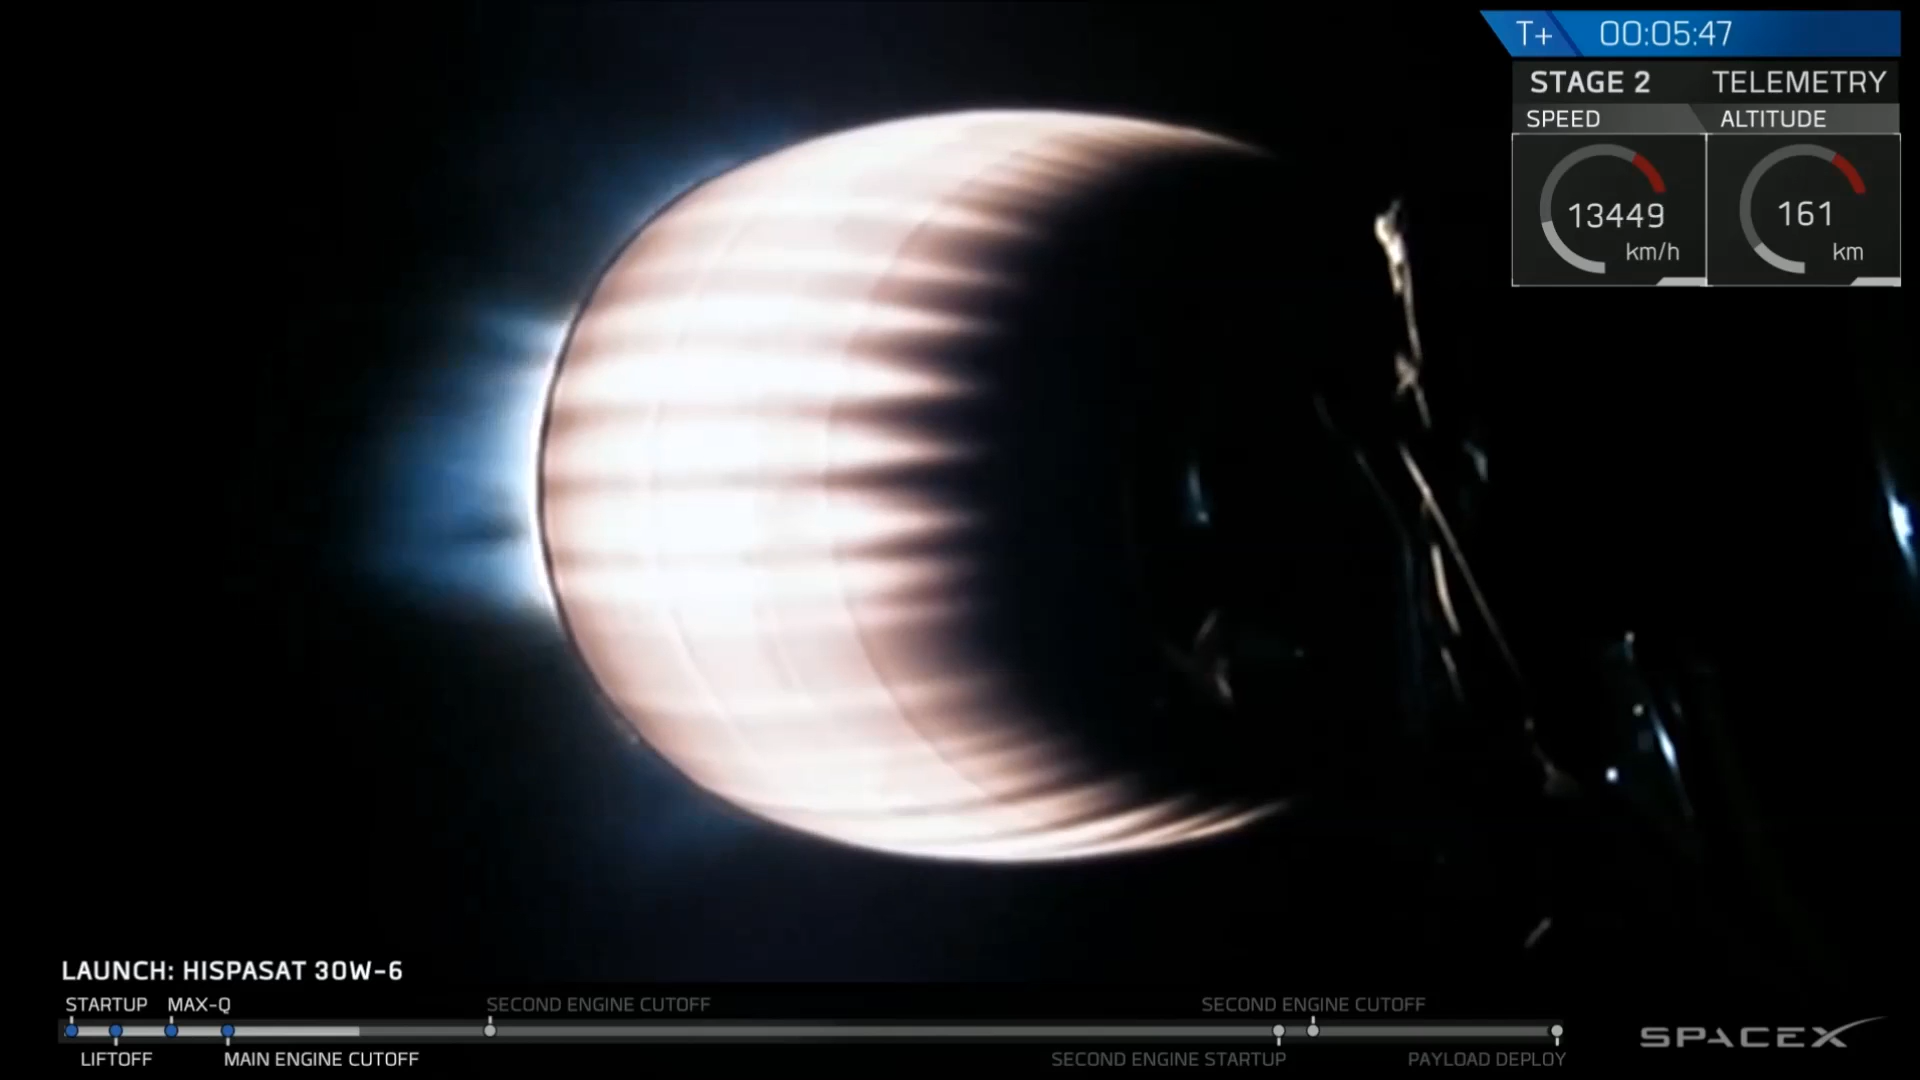 T+ 00:05:47
STAGE 2 TELEMETRY
SPEED ALTITUDE
13449 161
km/h km
LAUNCH: HISPASAT 30W-6
STARTUP MAX-Q SECOND ENGINE CUTOFF SECOND ENGINE CUTOFF
LIFTOFF MAIN ENGINE CUTOFF SECOND ENGINE STARTUP PAYLOAD DEPLOY
SPACEX